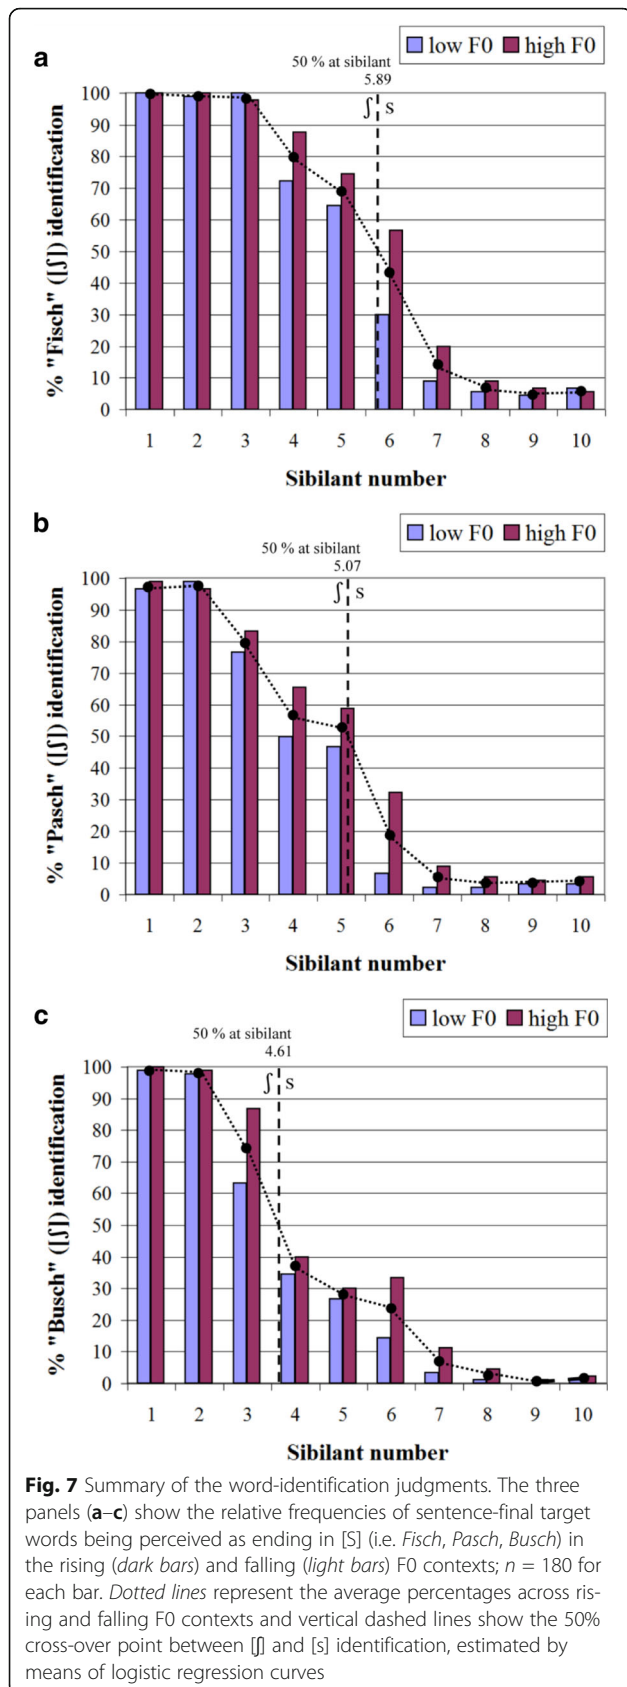 low F0 high F0
a
50 % at sibilant
5.89
ʃ s
100
90
80
70
60
50
40
30
20
10
0
% "Fisch" ([ʃ]) identification
1 2 3 4 5 6 7 8 9 10
Sibilant number
low F0 high F0
b
50 % at sibilant
5.07
ʃ s
100
90
80
70
60
50
40
30
20
10
0
% "Pasch" ([ʃ]) identification
1 2 3 4 5 6 7 8 9 10
Sibilant number
low F0 high F0
c
50 % at sibilant
4.61
ʃ s
100
90
80
70
60
50
40
30
20
10
0
% "Busch" ([ʃ]) identification
1 2 3 4 5 6 7 8 9 10
Sibilant number
Fig. 7 Summary of the word-identification judgments. The three
panels (a–c) show the relative frequencies of sentence-final target
words being perceived as ending in [S] (i.e. Fisch, Pasch, Busch) in
the rising (dark bars) and falling (light bars) F0 contexts; n = 180 for
each bar. Dotted lines represent the average percentages across ris-
ing and falling F0 contexts and vertical dashed lines show the 50%
cross-over point between [ʃ] and [s] identification, estimated by
means of logistic regression curves